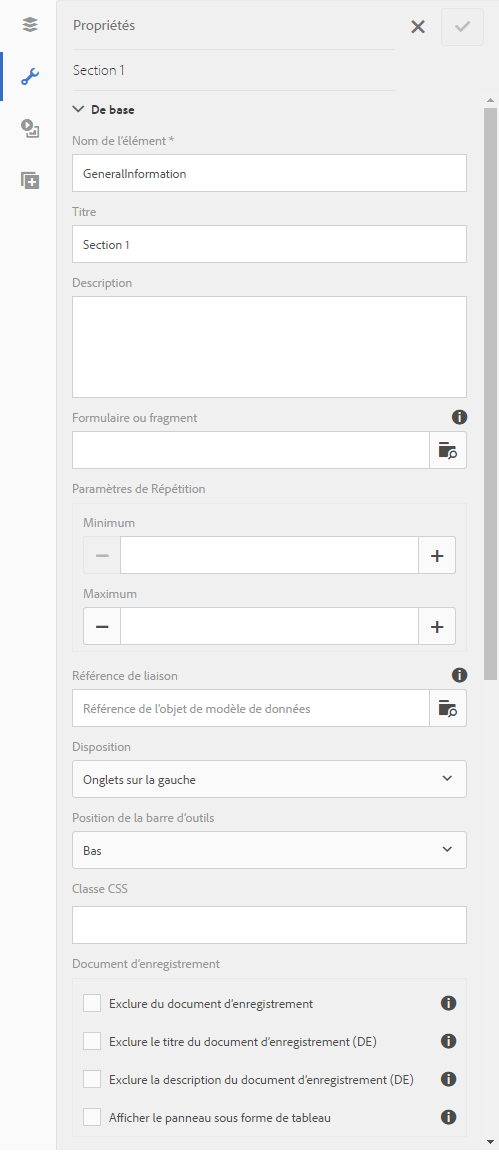 Propriétés
Section 1
De base
Nom de l'élément *
GeneralInformation
Titre
Section 1
Description
Formulaire ou fragment
Paramètres de Répétition
Minimum
Maximum
Référence de liaison
Référence de l'objet de modèle de données
Disposition
Onglets sur la gauche
Position de la barre d'outils
Bas
Classe CSS
Document d'enregistrement
Exclure du document d'enregistrement
Exclure le titre du document d'enregistrement (DE)
Exclure la description du document d'enregistrement (DE)
Afficher le panneau sous forme de tableau